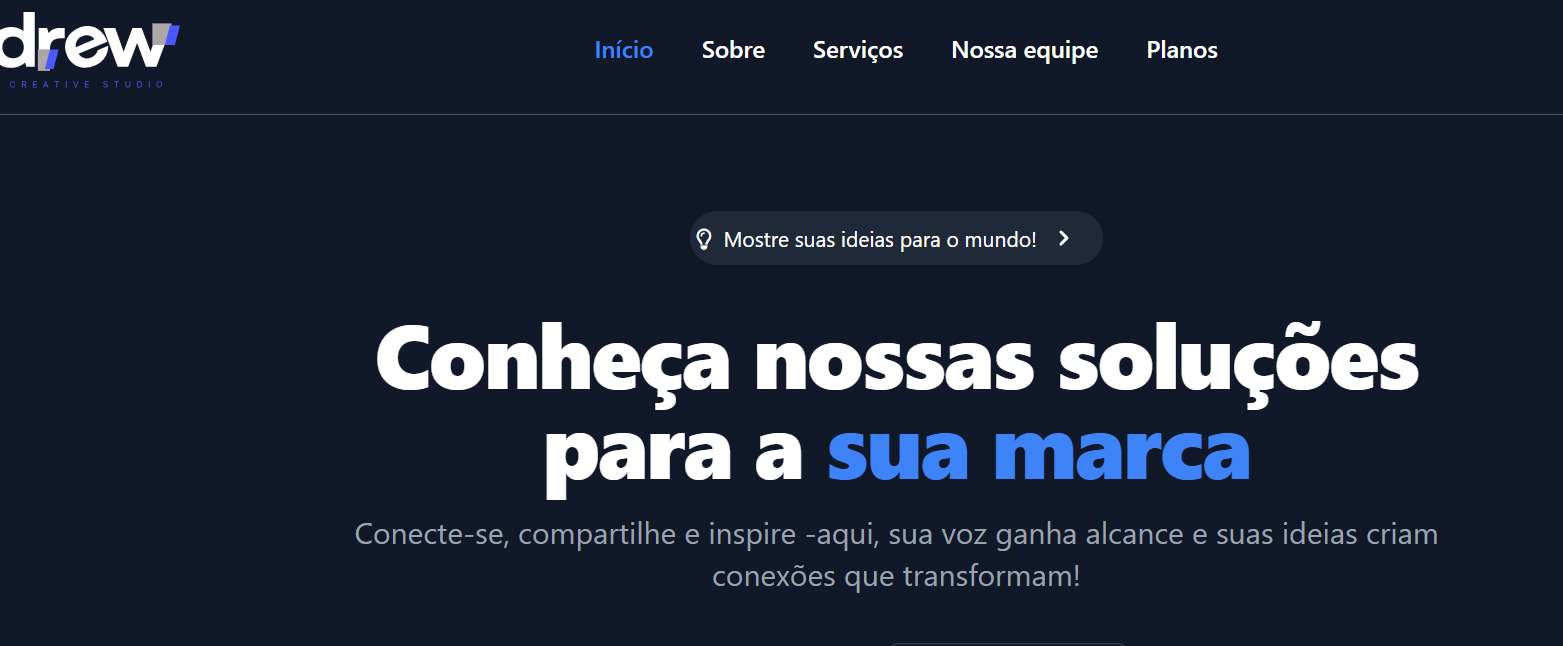 drew
CREATIVE STUDIO
Início Sobre Serviços Nossa equipe Planos
Mostre suas ideias para o mundo!
Conheça nossas soluções
para a sua marca
Conecte-se, compartilhe e inspire -aqui, sua voz ganha alcance e suas ideias criam
conexões que transformam!